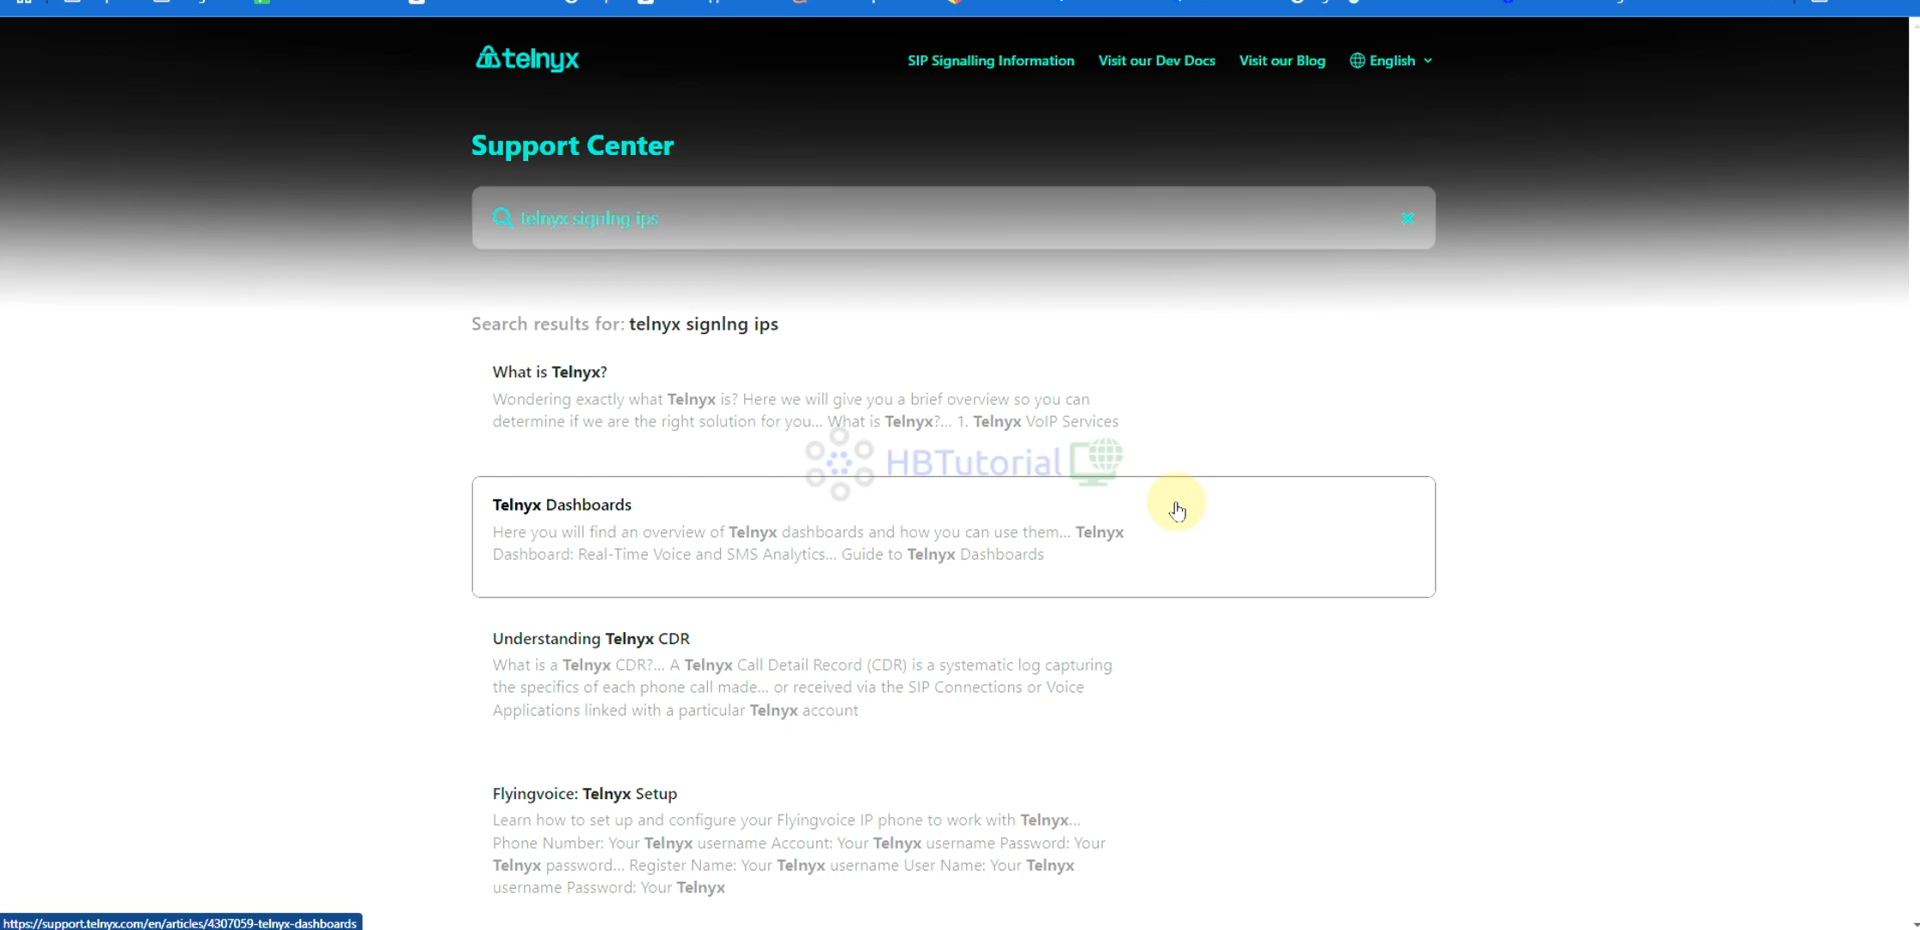 telnyx
SIP Signalling Information Visit our Dev Docs Visit our Blog English
Support Center
telnyx signlng ips
Search results for: telnyx signlng ips
What is Telnyx?
Wondering exactly what Telnyx is? Here we will give you a brief overview so you can
determine if we are the right solution for you... What is Telnyx?... 1. Telnyx VoIP Services
HBTutorial
Telnyx Dashboards
Here you will find an overview of Telnyx dashboards and how you can use them... Telnyx
Dashboard: Real-Time Voice and SMS Analytics... Guide to Telnyx Dashboards
Understanding Telnyx CDR
What is a Telnyx CDR?... A Telnyx Call Detail Record (CDR) is a systematic log capturing
the specifics of each phone call made... or received via the SIP Connections or Voice
Applications linked with a particular Telnyx account
Flyingvoice: Telnyx Setup
Learn how to set up and configure your Flyingvoice IP phone to work with Telnyx...
Phone Number: Your Telnyx username Account: Your Telnyx username Password: Your
Telnyx password... Register Name: Your Telnyx username User Name: Your Telnyx
username Password: Your Telnyx
https://support.telnyx.com/en/articles/4307059-telnyx-dashboards